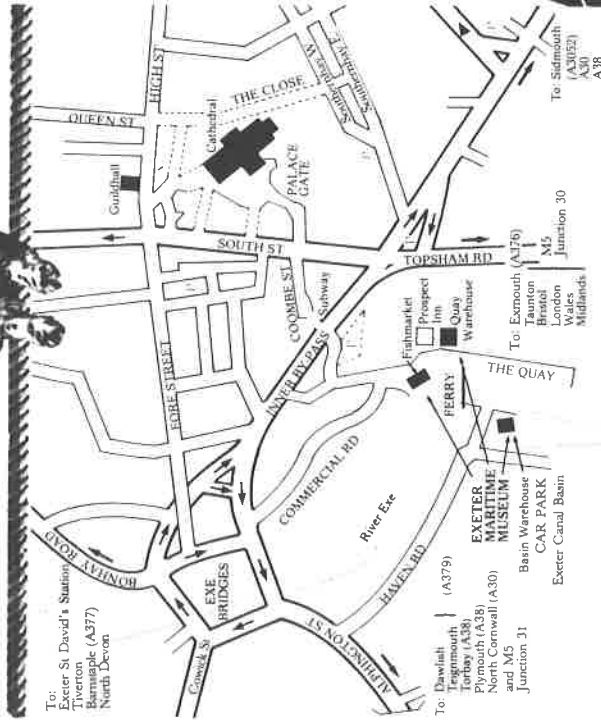 To:
Exeter St David's Station
Tiverton
Barnstaple (A377)
North Devon
BONHAY ROAD
EXE
BRIDGES
Cowick St
ALPHINGTON ST
To: Dawlish
Teignmouth
(A379)
Torbay (A38)
Plymouth (A38)
North Cornwall (A30)
and M5
Junction 31
HAVEN RD
River Exe
COMMERCIAL RD
FORE STREET
INNER BY-PASS
Subway
COOMBE ST
SOUTH ST
Guildhall
QUEEN ST
HIGH ST
THE CLOSE
Cathedral
PALACE
GATE
Southernhay W.
Southernhay E.
TOPSHAM RD
Fishmarket
Prospect
Inn
Quay
Warehouse
FERRY
THE QUAY
EXETER
MARITIME
MUSEUM
Basin Warehouse
CAR PARK
Exeter Canal Basin
To: Exmouth (A376)
Taunton
Bristol
London
Wales
Midlands
M5
Junction 30
To: Sidmouth
(A3052)
A30
A38